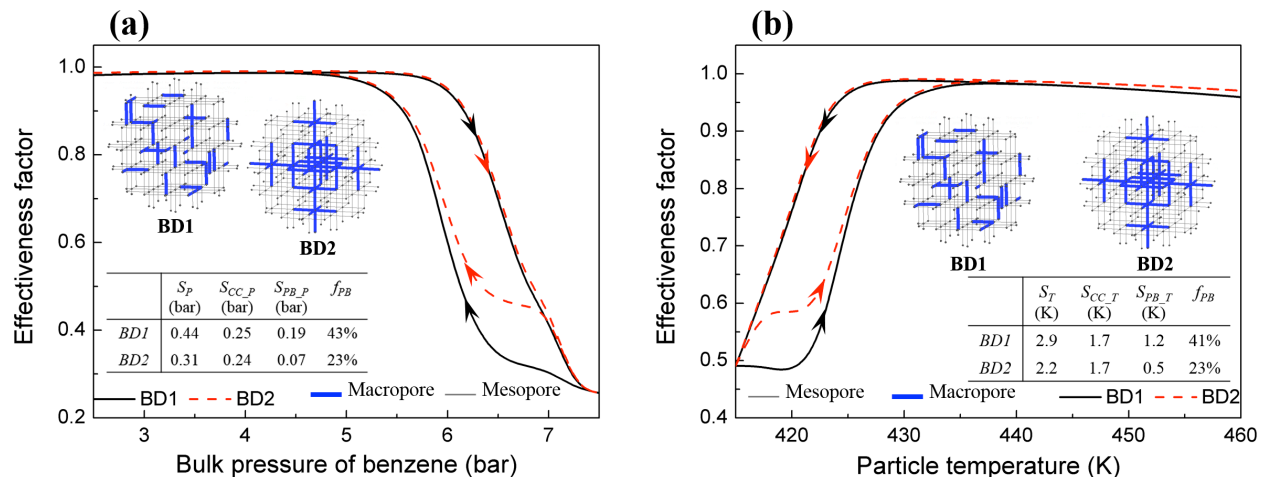 (a)
Effectiveness factor
1.0
0.8
0.6
0.4
0.2
BD1
BD2
S_P S_CC_P S_PB_P f_PB
(bar) (bar) (bar)
BD1 0.44 0.25 0.19 43%
BD2 0.31 0.24 0.07 23%
BD1 BD2 Macropore Mesopore
3 4 5 6 7
Bulk pressure of benzene (bar)
(b)
Effectiveness factor
1.0
0.9
0.8
0.7
0.6
0.5
0.4
BD1
BD2
S_T S_CC_T S_PB_T f_PB
(K) (K) (K)
BD1 2.9 1.7 1.2 41%
BD2 2.2 1.7 0.5 23%
Mesopore Macropore BD1 BD2
420 430 440 450 460
Particle temperature (K)